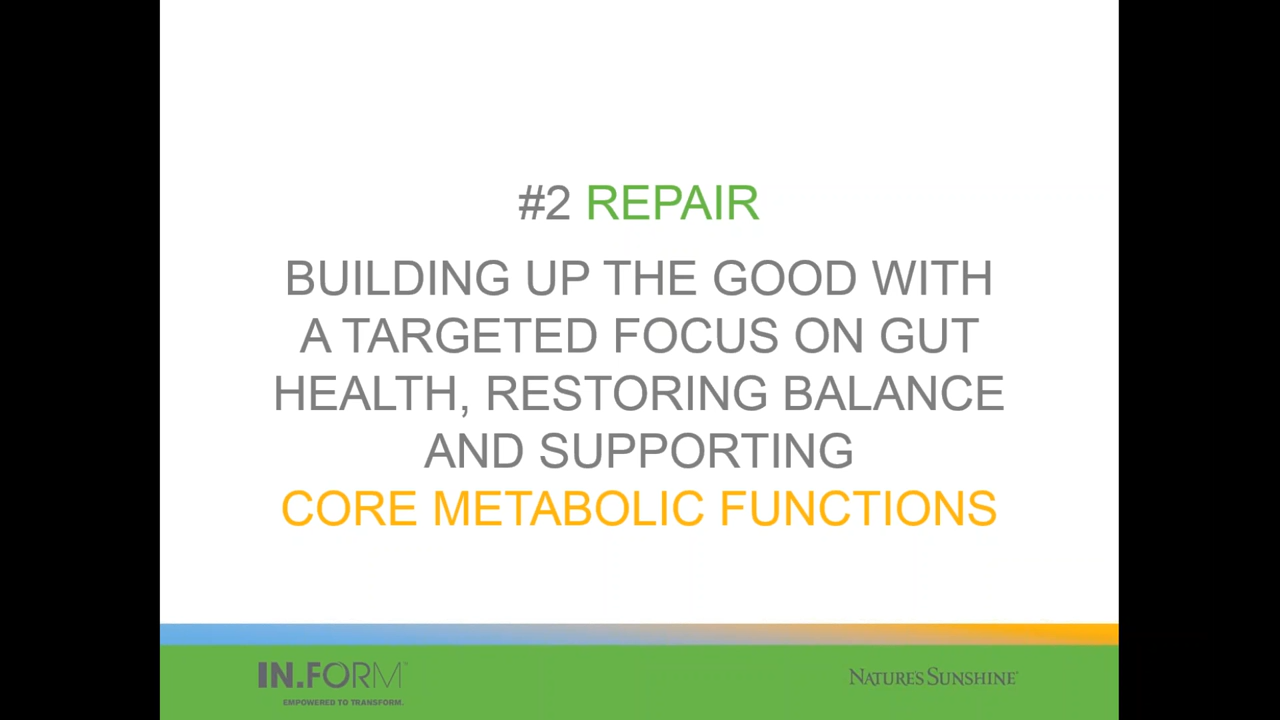 #2 REPAIR
BUILDING UP THE GOOD WITH
A TARGETED FOCUS ON GUT
HEALTH, RESTORING BALANCE
AND SUPPORTING
CORE METABOLIC FUNCTIONS
IN.FORM™
EMPOWERED TO TRANSFORM.
NATURE'S SUNSHINE®